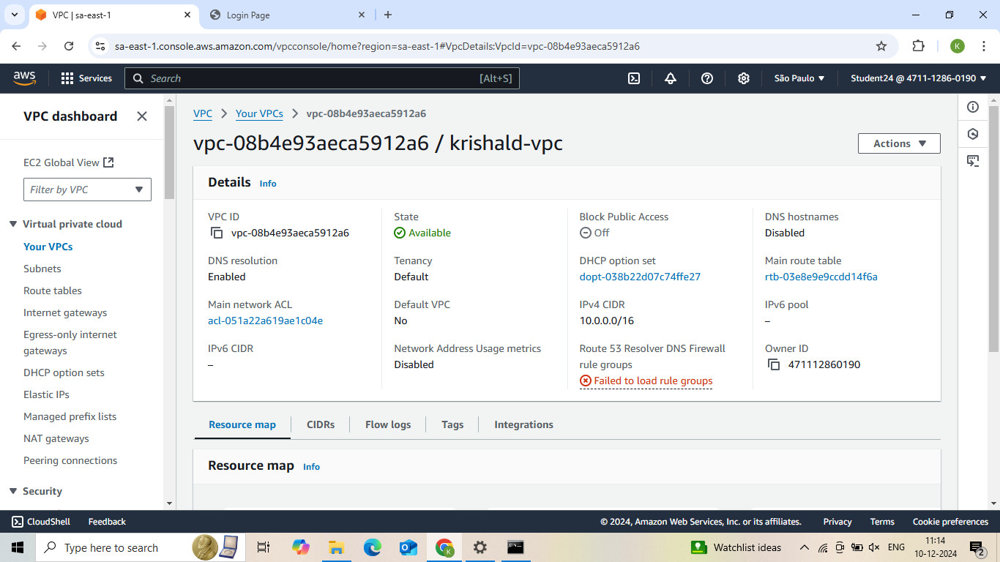 VPC | sa-east-1
Login Page
sa-east-1.console.aws.amazon.com/vpcconsole/home?region=sa-east-1#VpcDetails:VpcId=vpc-08b4e93aeca5912a6
K
aws
Services
Search
[Alt+S]
São Paulo
Student24 @ 4711-1286-0190
VPC dashboard
EC2 Global View
Filter by VPC
Virtual private cloud
Your VPCs
Subnets
Route tables
Internet gateways
Egress-only internet
gateways
DHCP option sets
Elastic IPs
Managed prefix lists
NAT gateways
Peering connections
Security
VPC > Your VPCs > vpc-08b4e93aeca5912a6
vpc-08b4e93aeca5912a6 / krishald-vpc
Actions
Details Info
VPC ID
vpc-08b4e93aeca5912a6
State
Available
Block Public Access
Off
DNS hostnames
Disabled
DNS resolution
Enabled
Tenancy
Default
DHCP option set
dopt-038b22d07c74ffe27
Main route table
rtb-03e8e9e9ccdd14f6a
Main network ACL
acl-051a22a619ae1c04e
Default VPC
No
IPv4 CIDR
10.0.0.0/16
IPv6 pool
–
IPv6 CIDR
–
Network Address Usage metrics
Disabled
Route 53 Resolver DNS Firewall
rule groups
Failed to load rule groups
Owner ID
471112860190
Resource map
CIDRs
Flow logs
Tags
Integrations
Resource map Info
CloudShell
Feedback
© 2024, Amazon Web Services, Inc. or its affiliates.
Privacy
Terms
Cookie preferences
Type here to search
Watchlist ideas
ENG
11:14
10-12-2024
2